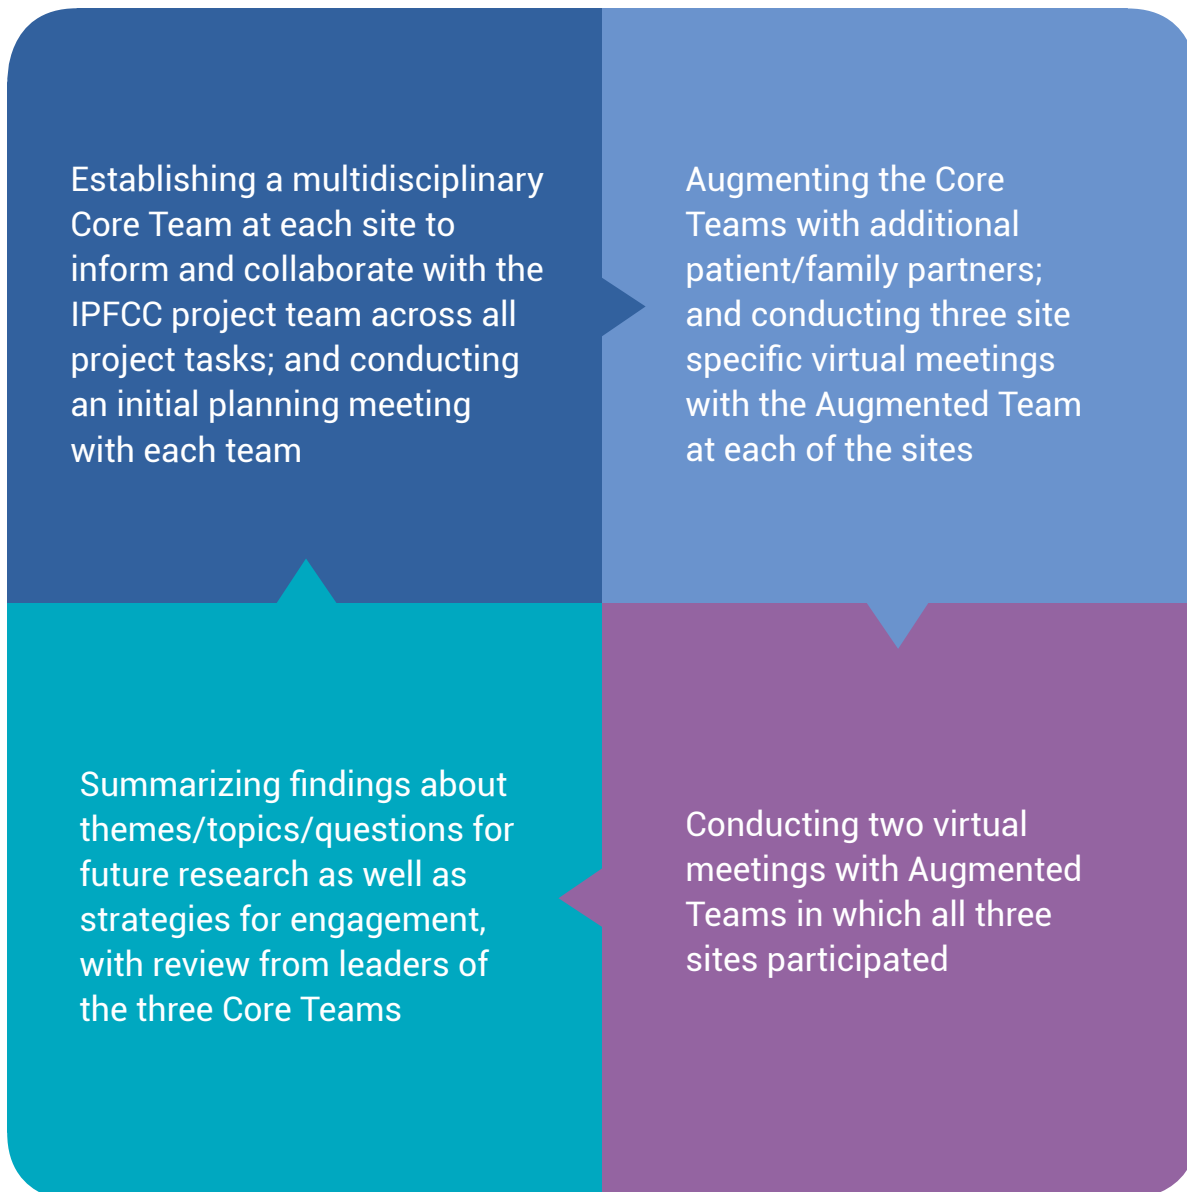 Establishing a multidisciplinary
Core Team at each site to
inform and collaborate with the
IPFCC project team across all
project tasks; and conducting
an initial planning meeting
with each team
Augmenting the Core
Teams with additional
patient/family partners;
and conducting three site
specific virtual meetings
with the Augmented Team
at each of the sites
Conducting two virtual
meetings with Augmented
Teams in which all three
sites participated
Summarizing findings about
themes/topics/questions for
future research as well as
strategies for engagement,
with review from leaders of
the three Core Teams